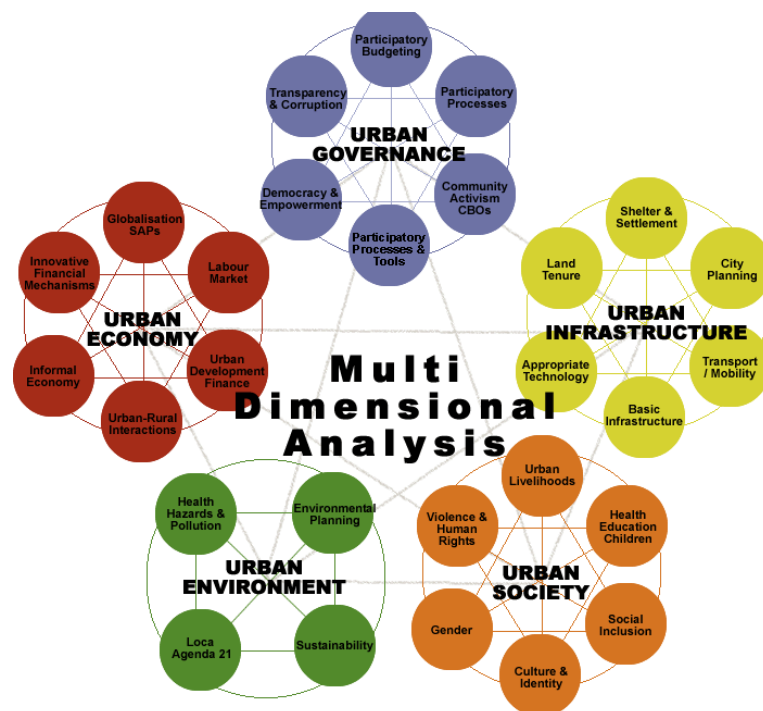 Participatory
Budgeting
Transparency
& Corruption
Participatory
Processes
URBAN
GOVERNANCE
Democracy &
Empowerment
Community
Activism
CBOs
Participatory
Processes &
Tools
Globalisation
SAPs
Innovative
Financial
Mechanisms
Labour
Market
URBAN
ECONOMY
Informal
Economy
Urban
Development
Finance
Urban-Rural
Interactions
Shelter &
Settlement
Land
Tenure
City
Planning
URBAN
INFRASTRUCTURE
Appropriate
Technology
Transport
/ Mobility
Basic
Infrastructure
Multi
Dimensional
Analysis
Health
Hazards &
Pollution
Environmental
Planning
URBAN
ENVIRONMENT
Loca
Agenda 21
Sustainability
Urban
Livelihoods
Violence &
Human
Rights
Health
Education
Children
URBAN
SOCIETY
Gender
Social
Inclusion
Culture &
Identity